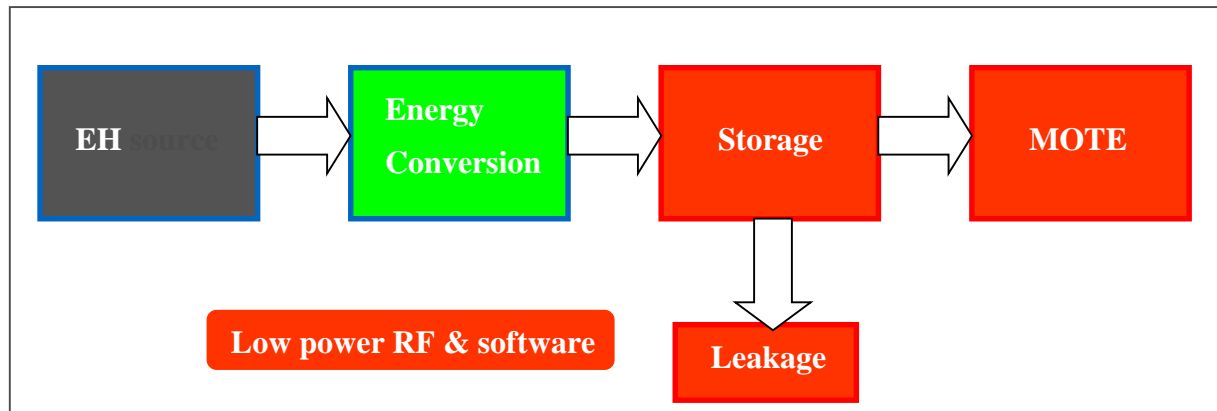 EH source
Energy
Conversion
Storage
MOTE
Low power RF & software
Leakage